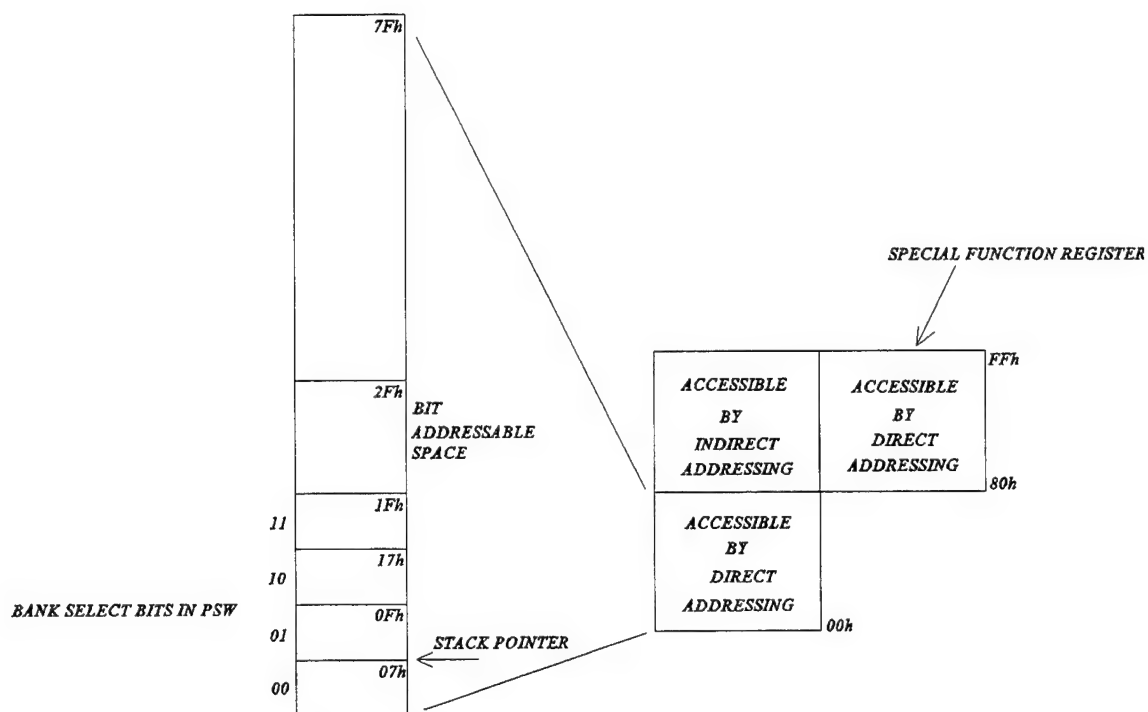 7Fh
SPECIAL FUNCTION REGISTER
FFh
ACCESSIBLE
BY
INDIRECT
ADDRESSING
ACCESSIBLE
BY
DIRECT
ADDRESSING
80h
2Fh
BIT
ADDRESSABLE
SPACE
1Fh
11
17h
10
BANK SELECT BITS IN PSW
0Fh
01
ACCESSIBLE
BY
DIRECT
ADDRESSING
00h
STACK POINTER
07h
00